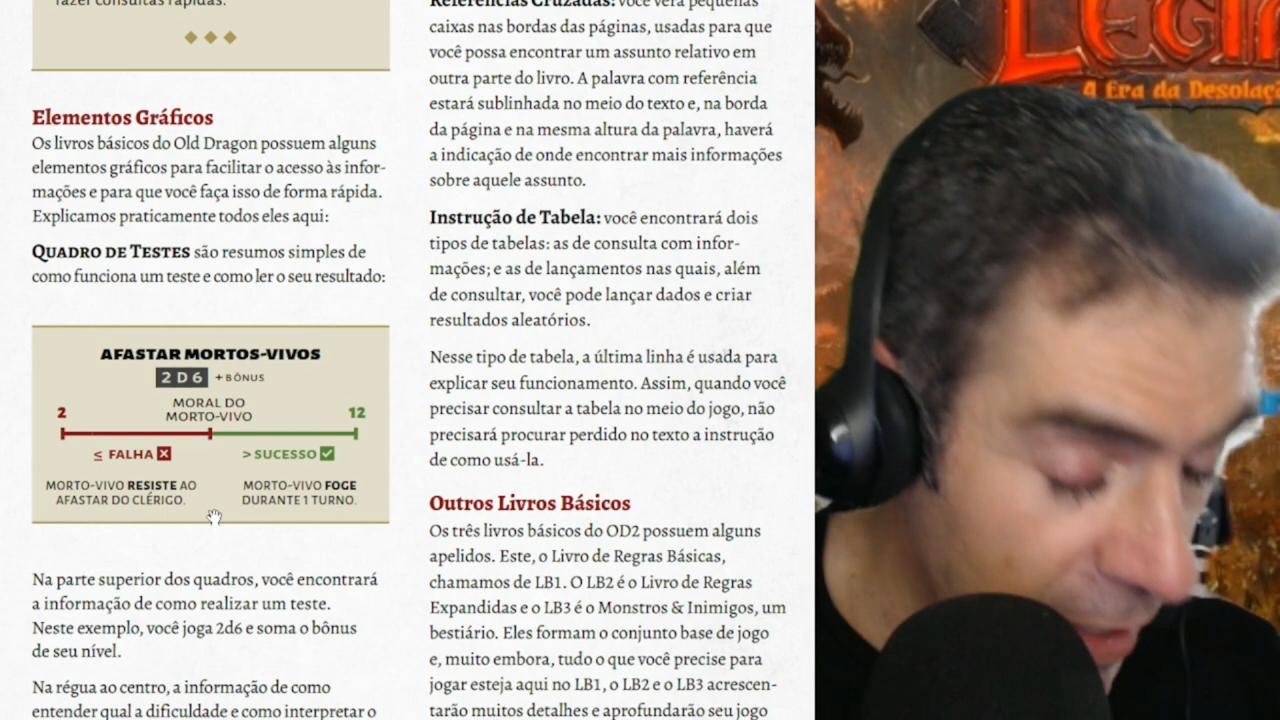 fazer consultas rápidas.
Elementos Gráficos
Os livros básicos do Old Dragon possuem alguns
elementos gráficos para facilitar o acesso às infor-
mações e para que você faça isso de forma rápida.
Explicamos praticamente todos eles aqui:
QUADRO DE TESTES são resumos simples de
como funciona um teste e como ler o seu resultado:
AFASTAR MORTOS-VIVOS
2 D 6 + BÔNUS
MORAL DO
MORTO-VIVO
2 12
≤ FALHA > SUCESSO
MORTO-VIVO RESISTE AO
AFASTAR DO CLÉRIGO.
MORTO-VIVO FOGE
DURANTE 1 TURNO.
Na parte superior dos quadros, você encontrará
a informação de como realizar um teste.
Neste exemplo, você joga 2d6 e soma o bônus
de seu nível.
Na régua ao centro, a informação de como
entender qual a dificuldade e como interpretar o
Referências Cruzadas: você verá pequenas
caixas nas bordas das páginas, usadas para que
você possa encontrar um assunto relativo em
outra parte do livro. A palavra com referência
estará sublinhada no meio do texto e, na borda
da página e na mesma altura da palavra, haverá
a indicação de onde encontrar mais informações
sobre aquele assunto.
Instrução de Tabela: você encontrará dois
tipos de tabelas: as de consulta com infor-
mações; e as de lançamentos nas quais, além
de consultar, você pode lançar dados e criar
resultados aleatórios.
Nesse tipo de tabela, a última linha é usada para
explicar seu funcionamento. Assim, quando você
precisar consultar a tabela no meio do jogo, não
precisará procurar perdido no texto a instrução
de como usá-la.
Outros Livros Básicos
Os três livros básicos do OD2 possuem alguns
apelidos. Este, o Livro de Regras Básicas,
chamamos de LB1. O LB2 é o Livro de Regras
Expandidas e o LB3 é o Monstros & Inimigos, um
bestiário. Eles formam o conjunto base de jogo
e, muito embora, tudo o que você precise para
jogar esteja aqui no LB1, o LB2 e o LB3 acrescen-
tarão muitos detalhes e aprofundarão seu jogo
A Era da